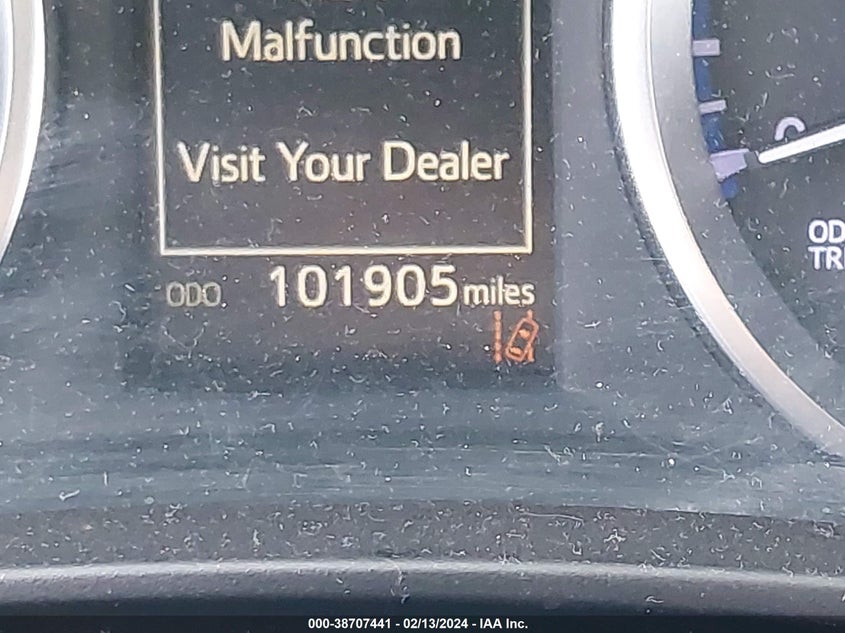 Malfunction
Visit Your Dealer
ODO 101905 miles
C
OD
TR
000-38707441 - 02/13/2024 - IAA Inc.